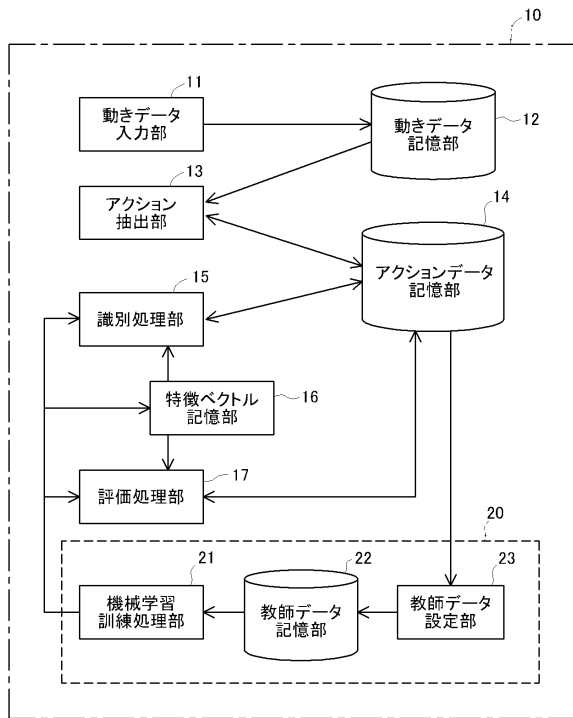 10
11
動きデータ
入力部
動きデータ
記憶部
12
13
アクション
抽出部
14
アクションデータ
記憶部
15
識別処理部
特徴ベクトル
記憶部
16
17
評価処理部
20
21
機械学習
訓練処理部
22
教師データ
記憶部
23
教師データ
設定部